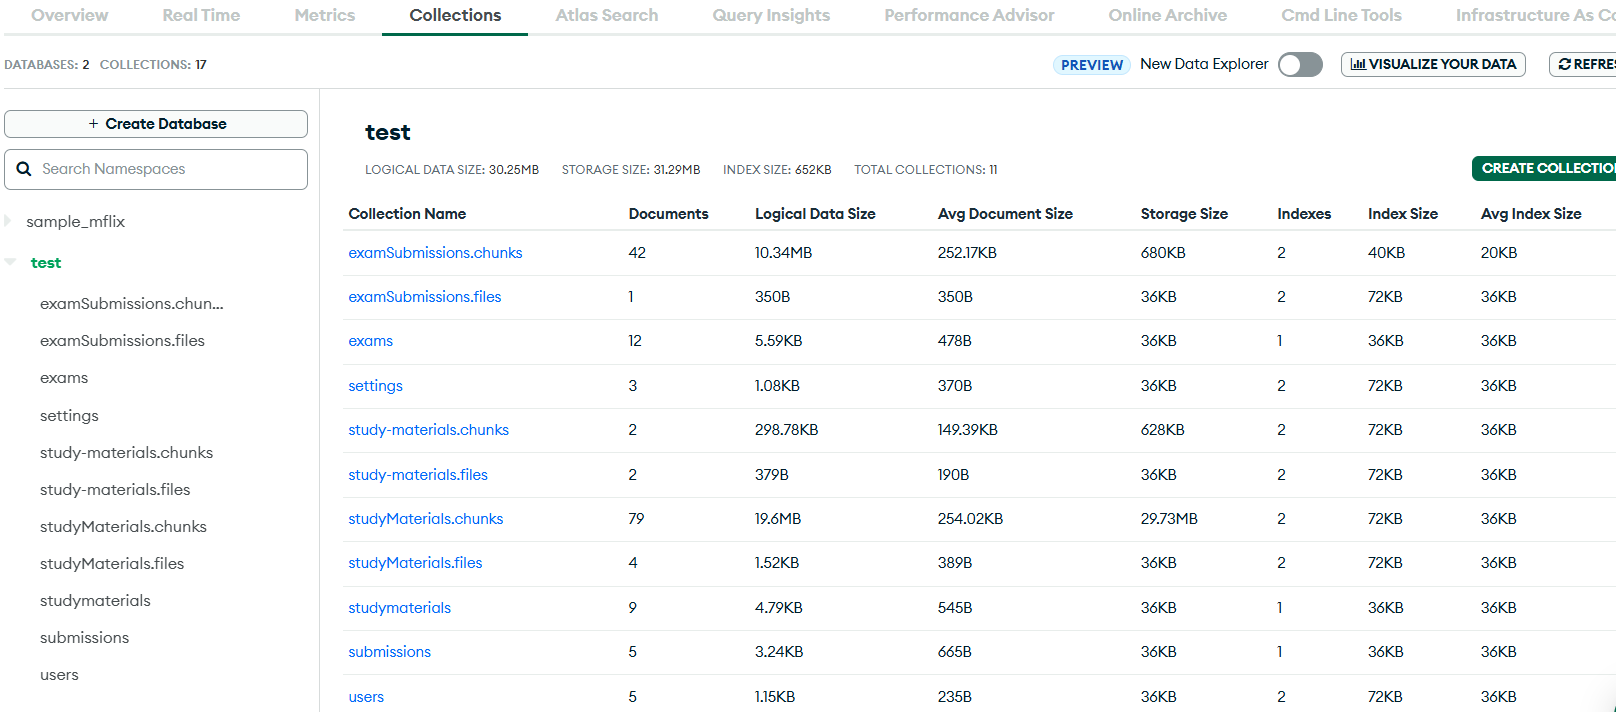 Overview Real Time Metrics Collections Atlas Search Query Insights Performance Advisor Online Archive Cmd Line Tools Infrastructure As Co
DATABASES: 2 COLLECTIONS: 17
PREVIEW New Data Explorer VISUALIZE YOUR DATA REFRES
+ Create Database
Search Namespaces
sample_mflix
test
examSubmissions.chun...
examSubmissions.files
exams
settings
study-materials.chunks
study-materials.files
studyMaterials.chunks
studyMaterials.files
studymaterials
submissions
users
test
LOGICAL DATA SIZE: 30.25MB STORAGE SIZE: 31.29MB INDEX SIZE: 652KB TOTAL COLLECTIONS: 11
CREATE COLLECTION
Collection Name Documents Logical Data Size Avg Document Size Storage Size Indexes Index Size Avg Index Size
examSubmissions.chunks 42 10.34MB 252.17KB 680KB 2 40KB 20KB
examSubmissions.files 1 350B 350B 36KB 2 72KB 36KB
exams 12 5.59KB 478B 36KB 1 36KB 36KB
settings 3 1.08KB 370B 36KB 2 72KB 36KB
study-materials.chunks 2 298.78KB 149.39KB 628KB 2 72KB 36KB
study-materials.files 2 379B 190B 36KB 2 72KB 36KB
studyMaterials.chunks 79 19.6MB 254.02KB 29.73MB 2 72KB 36KB
studyMaterials.files 4 1.52KB 389B 36KB 2 72KB 36KB
studymaterials 9 4.79KB 545B 36KB 1 36KB 36KB
submissions 5 3.24KB 665B 36KB 1 36KB 36KB
users 5 1.15KB 235B 36KB 2 72KB 36KB